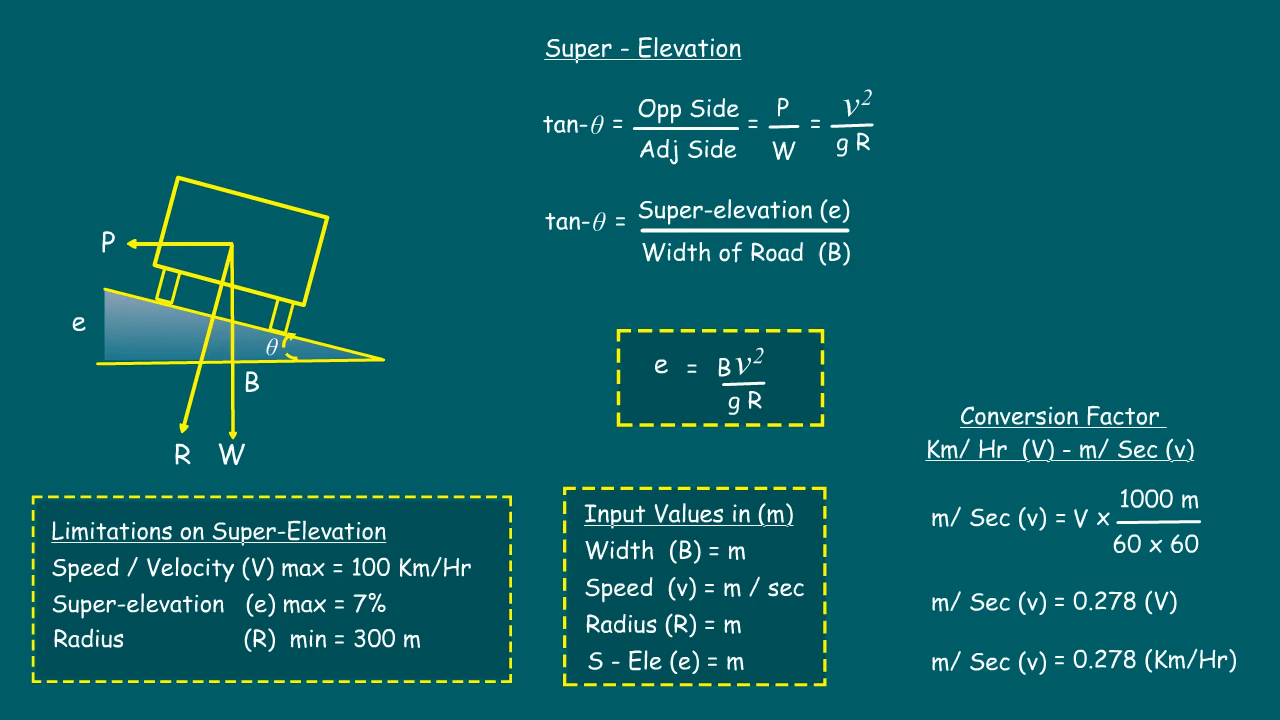 Super - Elevation
tan-θ = Opp Side / Adj Side = P / W = v² / g R
tan-θ = Super-elevation (e) / Width of Road (B)
P
e
θ
B
R W
e = B v² / g R
Conversion Factor
Km/ Hr (V) - m/ Sec (v)
m/ Sec (v) = V x 1000 m / 60 x 60
m/ Sec (v) = 0.278 (V)
m/ Sec (v) = 0.278 (Km/Hr)
Limitations on Super-Elevation
Speed / Velocity (V) max = 100 Km/Hr
Super-elevation (e) max = 7%
Radius (R) min = 300 m
Input Values in (m)
Width (B) = m
Speed (v) = m / sec
Radius (R) = m
S - Ele (e) = m